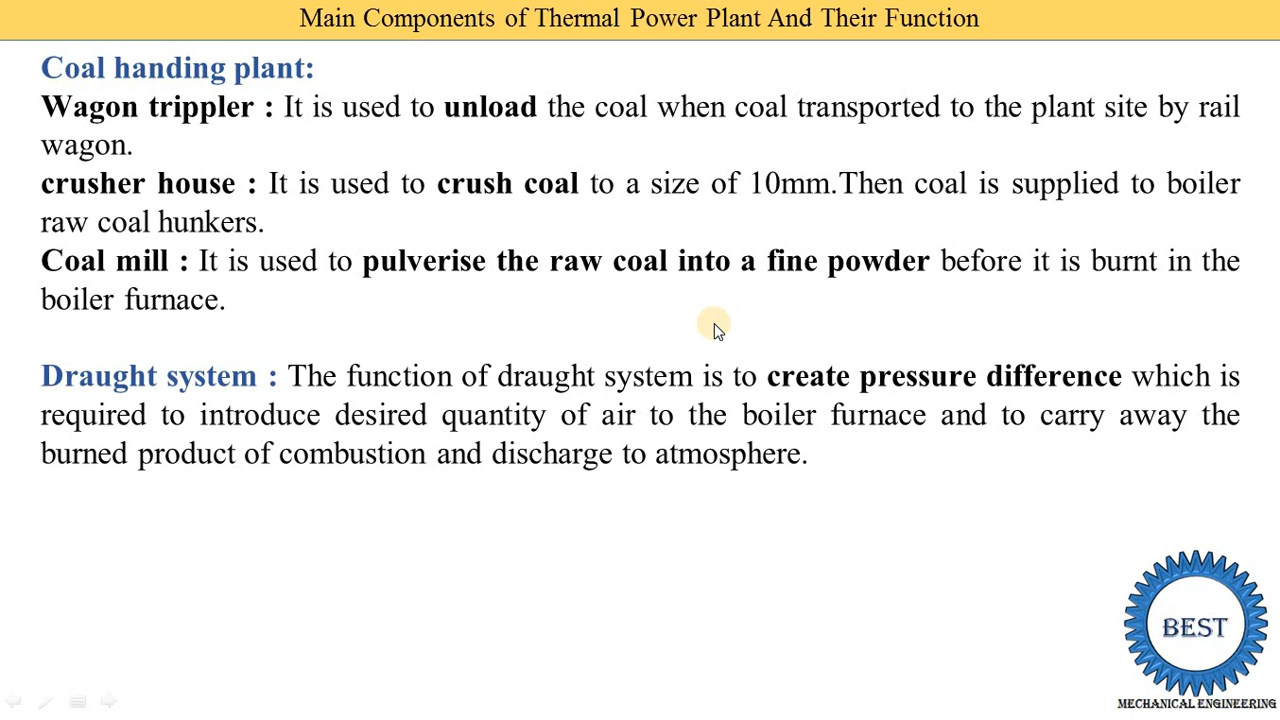 Main Components of Thermal Power Plant And Their Function
Coal handing plant:
Wagon trippler : It is used to unload the coal when coal transported to the plant site by rail
wagon.
crusher house : It is used to crush coal to a size of 10mm.Then coal is supplied to boiler
raw coal hunkers.
Coal mill : It is used to pulverise the raw coal into a fine powder before it is burnt in the
boiler furnace.
Draught system : The function of draught system is to create pressure difference which is
required to introduce desired quantity of air to the boiler furnace and to carry away the
burned product of combustion and discharge to atmosphere.
BEST
MECHANICAL ENGINEERING